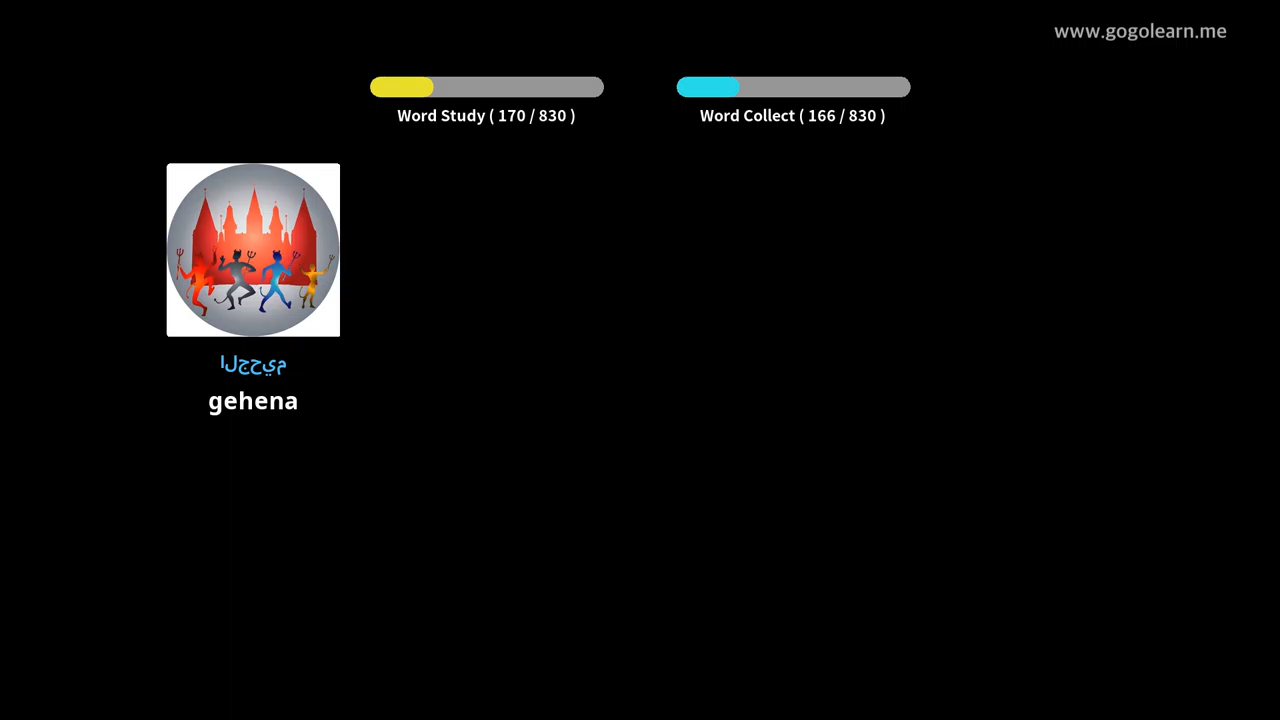 www.gogolearn.me
Word Study ( 170 / 830 )
Word Collect ( 166 / 830 )
الجحيم
gehena